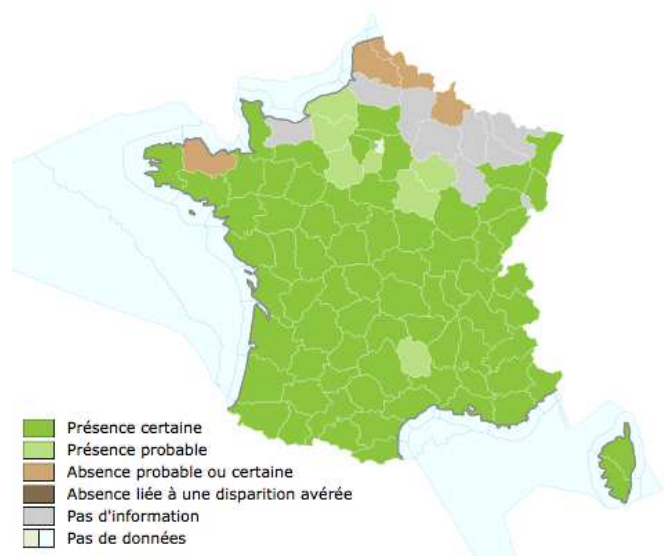 Présence certaine
Présence probable
Absence probable ou certaine
Absence liée à une disparition avérée
Pas d'information
Pas de données